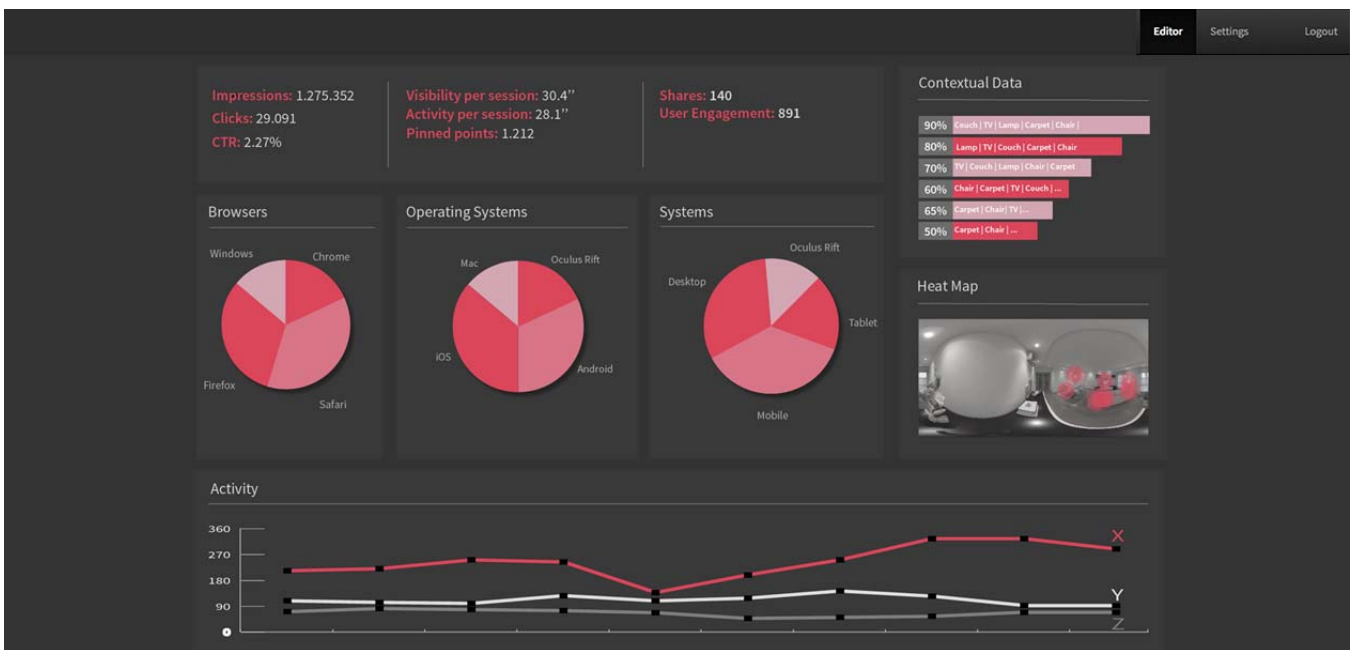 Editor
Settings
Logout
Impressions: 1.275.352
Clicks: 29.091
CTR: 2.27%
Visibility per session: 30.4''
Activity per session: 28.1''
Pinned points: 1.212
Shares: 140
User Engagement: 891
Contextual Data
90% Couch | TV | Lamp | Carpet | Chair |
80% Lamp | TV | Couch | Carpet | Chair
70% TV | Couch | Lamp | Chair | Carpet
60% Chair | Carpet | TV | Couch | ...
65% Carpet | Chair| TV |...
50% Carpet | Chair | ...
Browsers
Windows
Chrome
Firefox
Safari
Operating Systems
Mac
Oculus Rift
iOS
Android
Systems
Oculus Rift
Desktop
Tablet
Mobile
Heat Map
Activity
360
270
180
90
0
X
Y
Z